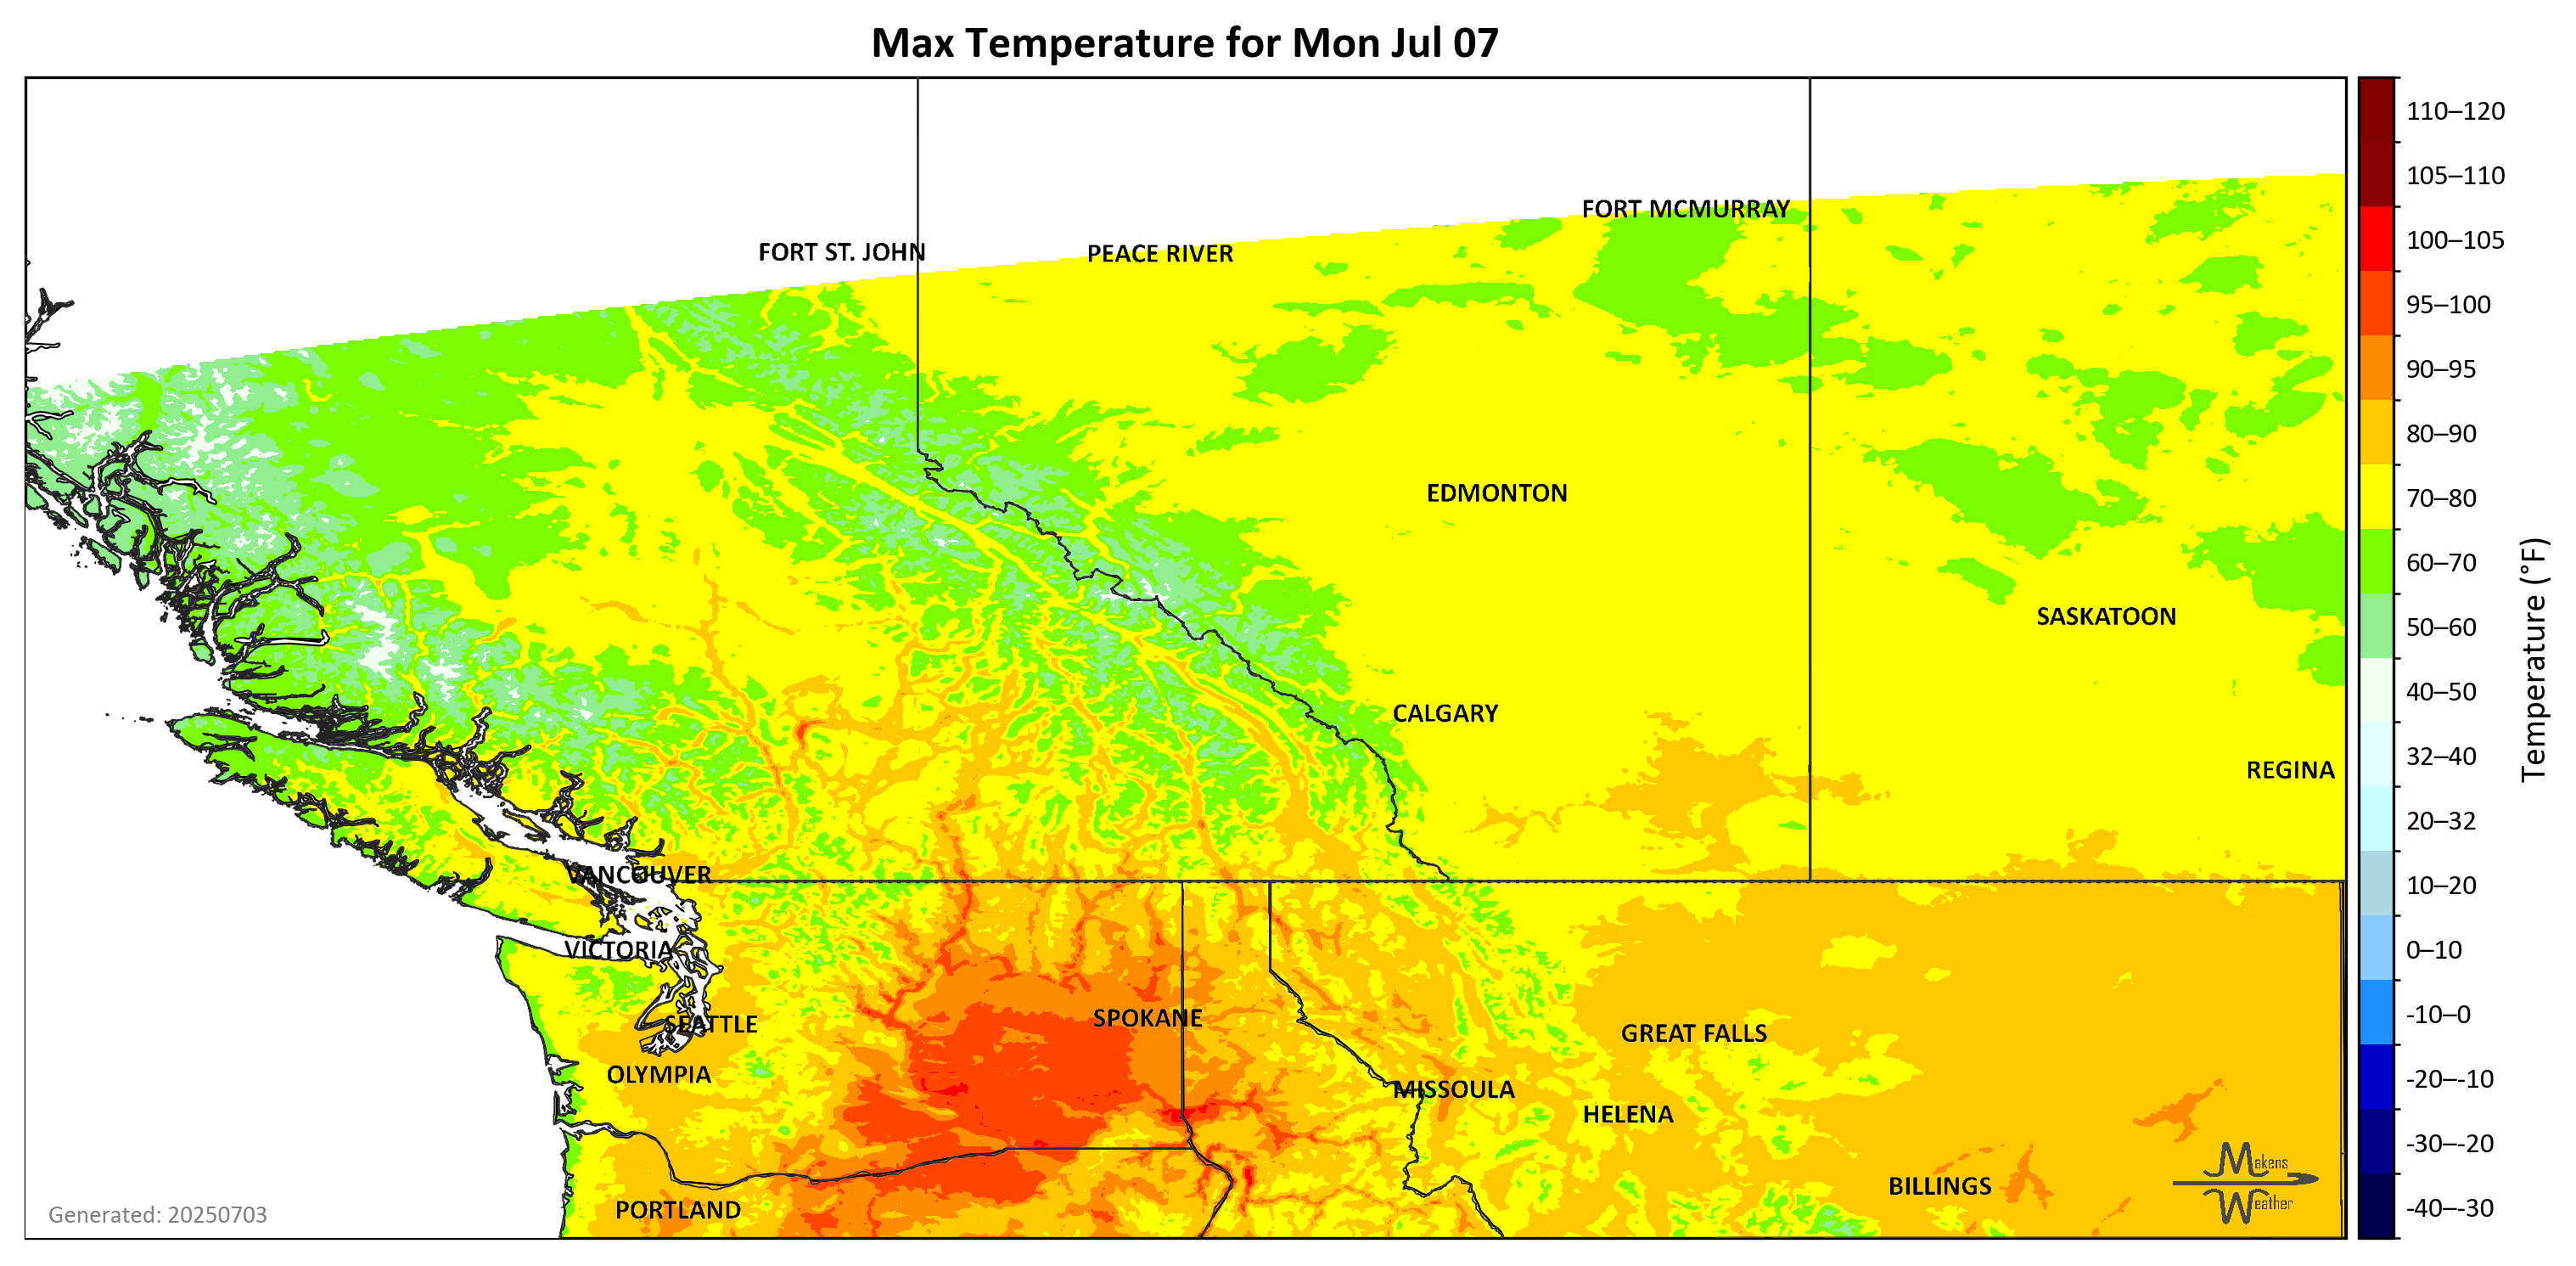 Max Temperature for Mon Jul 07
FORT MCMURRAY
FORT ST. JOHN
PEACE RIVER
EDMONTON
SASKATOON
CALGARY
REGINA
VANCOUVER
VICTORIA
SEATTLE
SPOKANE
GREAT FALLS
OLYMPIA
MISSOULA
HELENA
BILLINGS
PORTLAND
Generated: 20250703
Makens
Weather
110–120
105–110
100–105
95–100
90–95
80–90
70–80
60–70
50–60
40–50
32–40
20–32
10–20
0–10
-10–0
-20–-10
-30–-20
-40–-30
Temperature (°F)